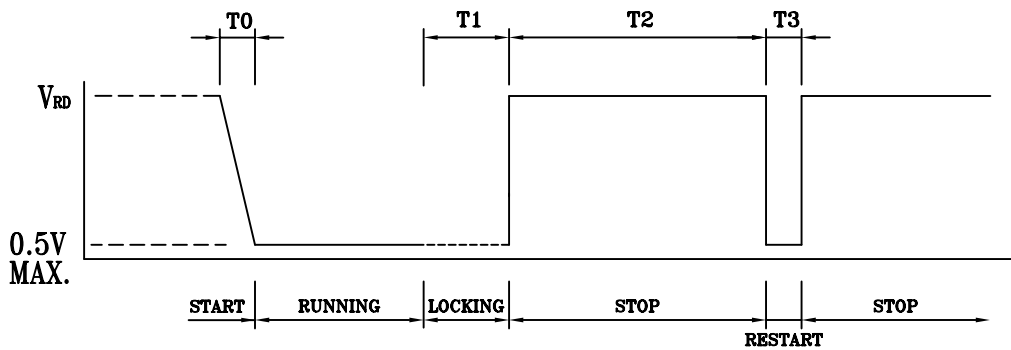 T0 T1 T2 T3
VRD
0.5V
MAX.
START RUNNING LOCKING STOP STOP
RESTART